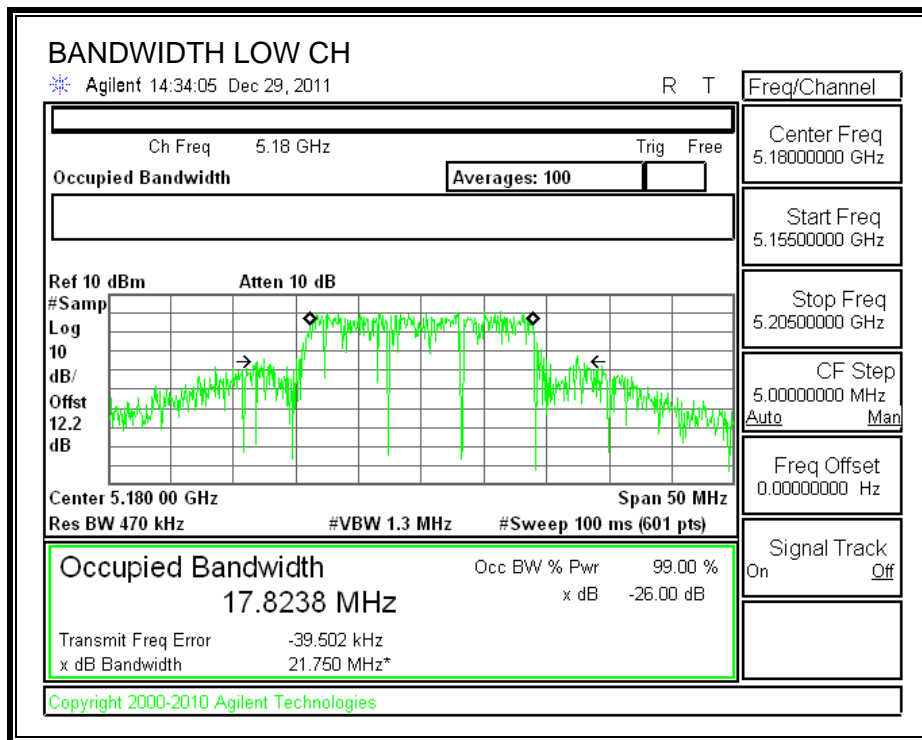 BANDWIDTH LOW CH
Agilent 14:34:05 Dec 29, 2011 R T
Freq/Channel
Ch Freq 5.18 GHz Trig Free
Occupied Bandwidth Averages: 100
Center Freq
5.18000000 GHz
Start Freq
5.15500000 GHz
Stop Freq
5.20500000 GHz
CF Step
5.00000000 MHz
Auto Man
Freq Offset
0.00000000 Hz
Signal Track
On Off
Ref 10 dBm Atten 10 dB
#Samp
Log
10
dB/
Offst
12.2
dB
Center 5.180 00 GHz Span 50 MHz
Res BW 470 kHz #VBW 1.3 MHz #Sweep 100 ms (601 pts)
Occupied Bandwidth Occ BW % Pwr 99.00 %
17.8238 MHz x dB -26.00 dB
Transmit Freq Error -39.502 kHz
x dB Bandwidth 21.750 MHz*
Copyright 2000-2010 Agilent Technologies